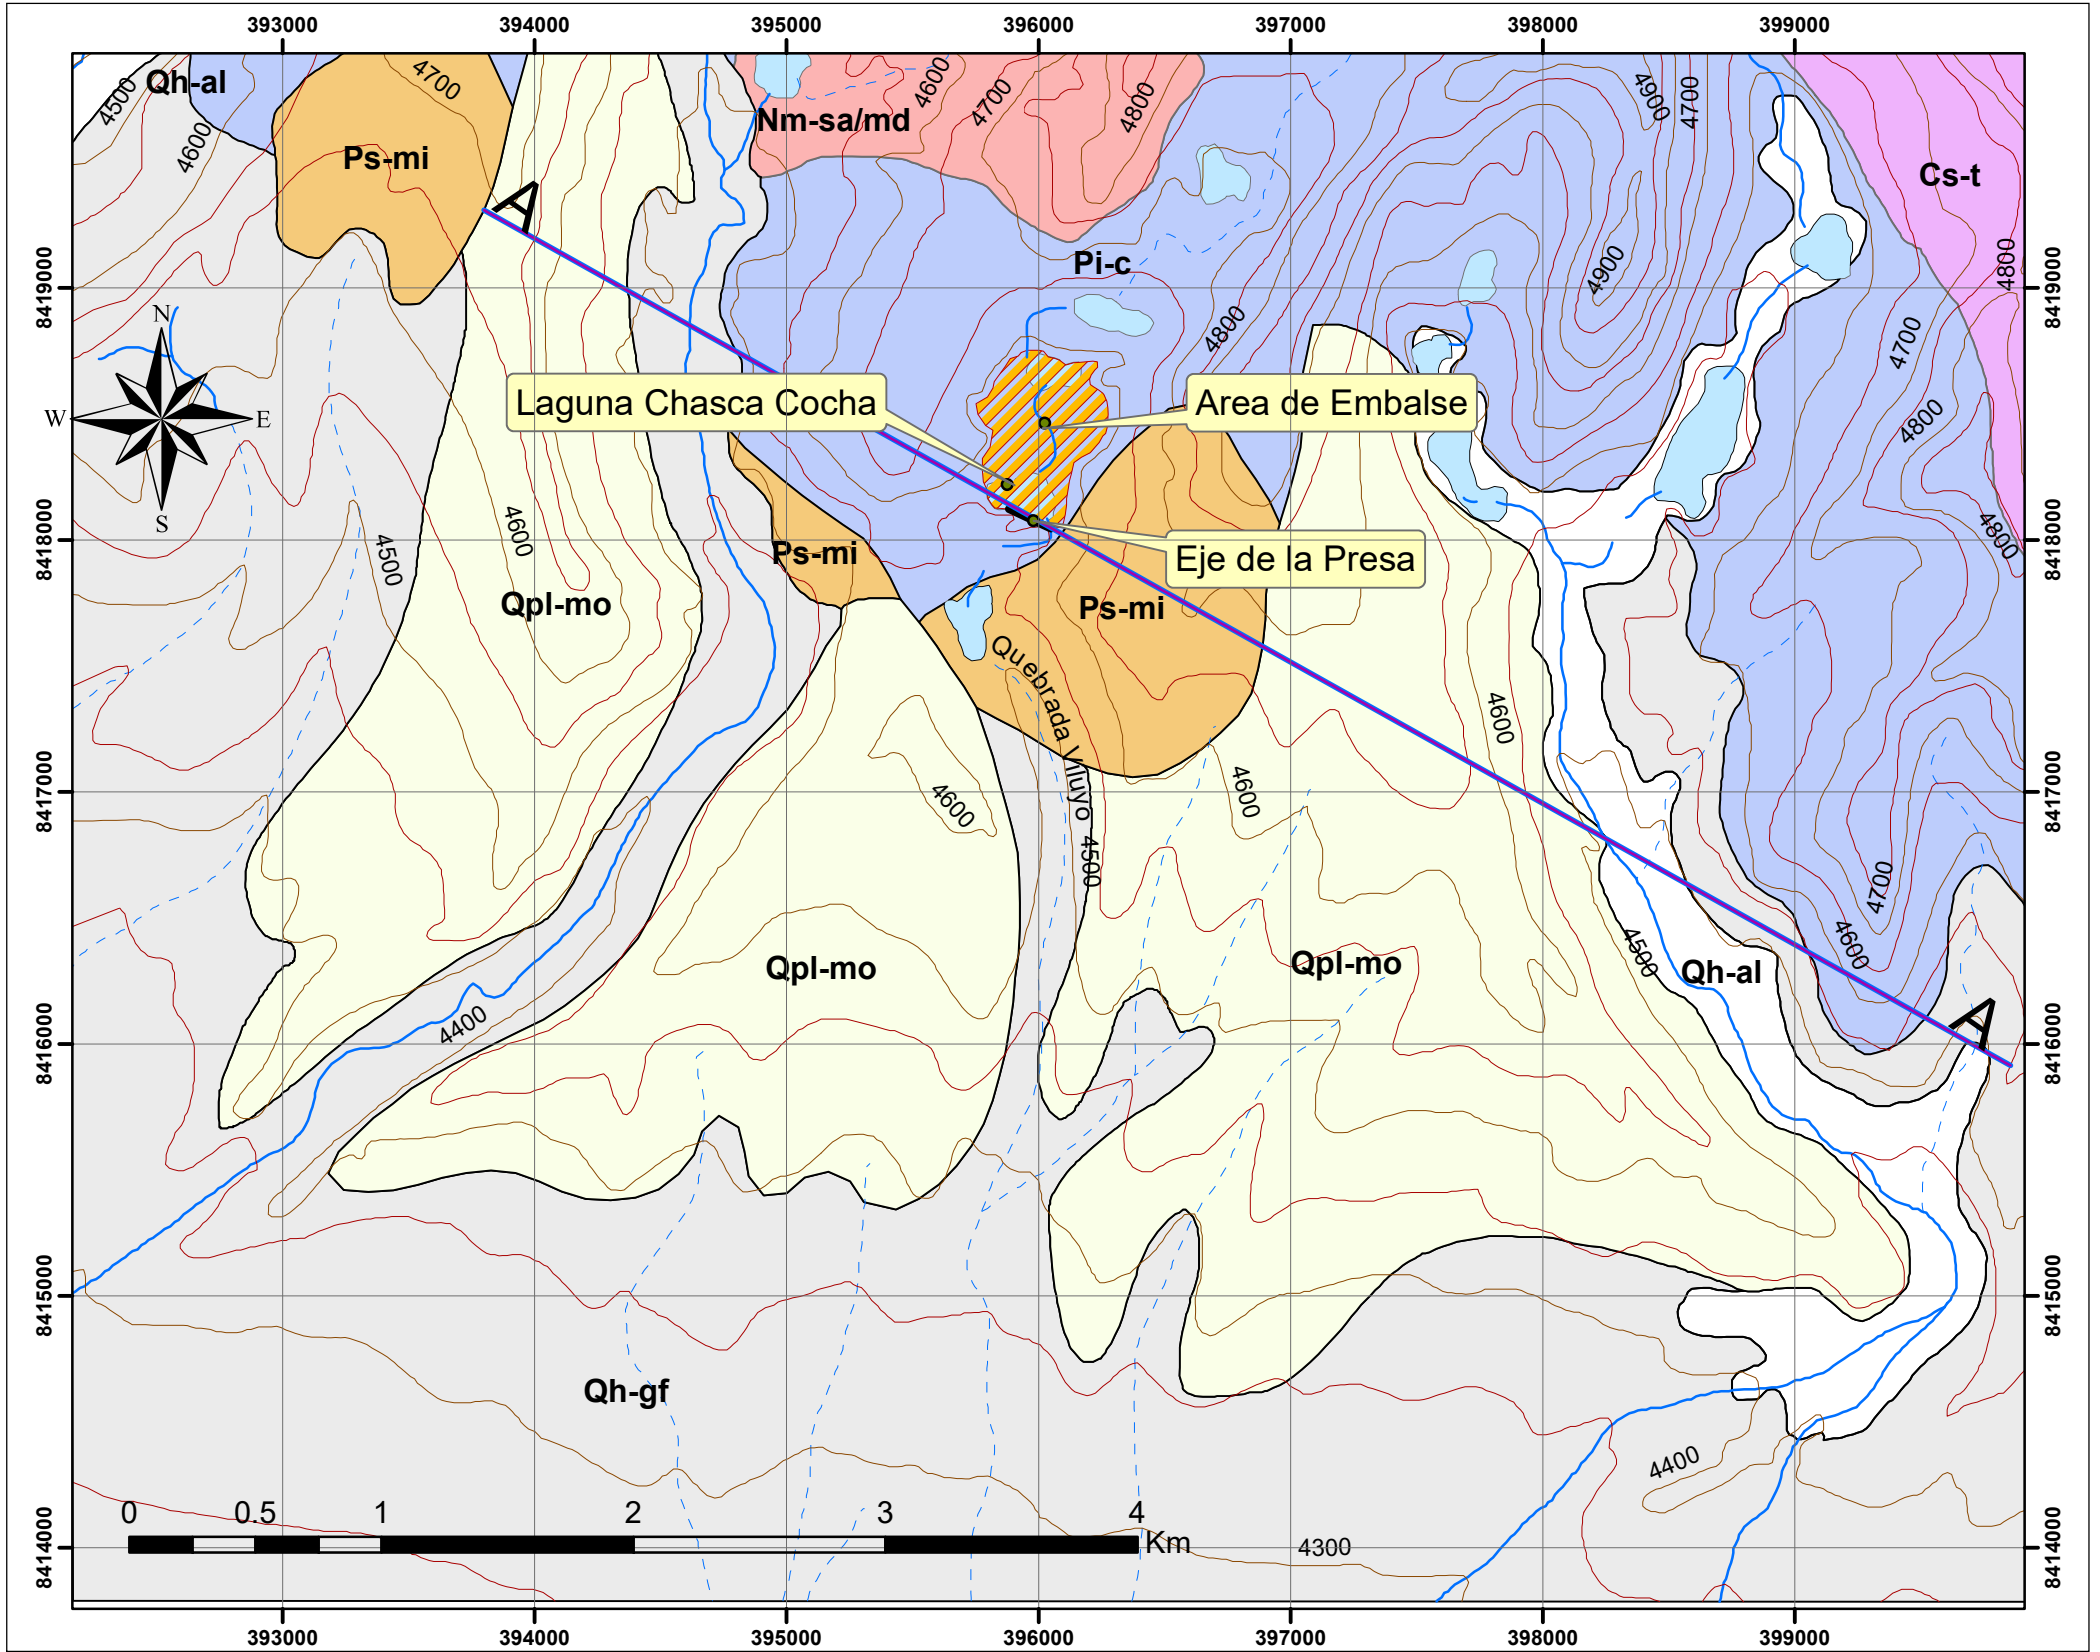 393000 394000 395000 396000 397000 398000 399000
4500
Qh-al
4700
4600
4700
4800
4900
4700
Nm-sa/md
4600
Ps-mi
Cs-t
A
8419000
Pi-c
4900
4800
8419000
N
4800
4700
W
E
S
Laguna Chasca Cocha
Area de Embalse
4800
8418000
4500
4600
Ps-mi
Eje de la Presa
4800
8418000
Qpl-mo
Ps-mi
Quebrada Viluyo
4600
8417000
4600
4600
8417000
4500
4700
Qpl-mo
Qpl-mo
4500
Qh-al
4600
A
8416000
4400
8416000
8415000
8415000
Qh-gf
4400
0 0.5 1 2 3 4
Km
8414000
4300
8414000
393000 394000 395000 396000 397000 398000 399000